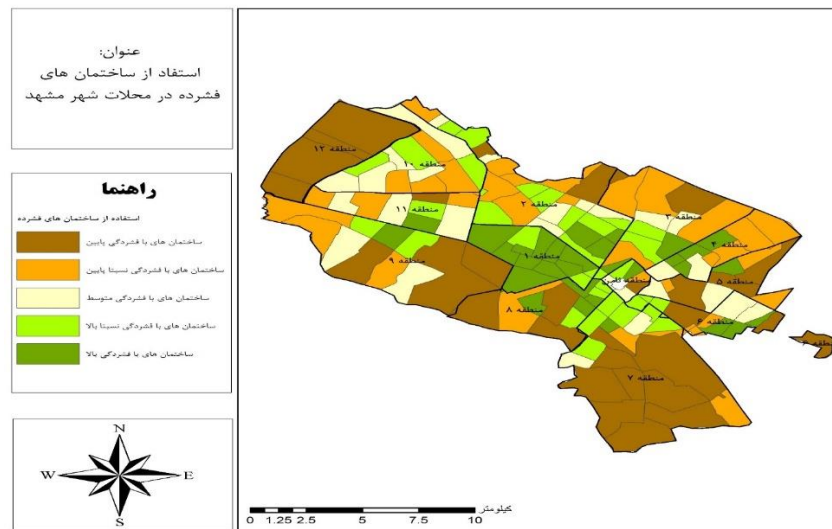 عنوان:
استفاد از ساختمان های
فشرده در محلات شهر مشهد
راهنما
استفاده از ساختمان های فشرده
ساختمان های با فشردگی پایین
ساختمان های با فشردگی نسبتا پایین
ساختمان های با فشردگی متوسط
ساختمان های با فشردگی نسبتا بالا
ساختمان های با فشردگی بالا
N
W E
S
منطقه ۱۲
منطقه ۱۰
منطقه ۱۱
منطقه ۲
منطقه ۳
منطقه ۴
منطقه ۹
منطقه ۱
منطقه ثامن
منطقه ۵
منطقه ۸
منطقه ۶
منطقه ۶
منطقه ۷
کیلومتر
0 1.25 2.5 5 7.5 10